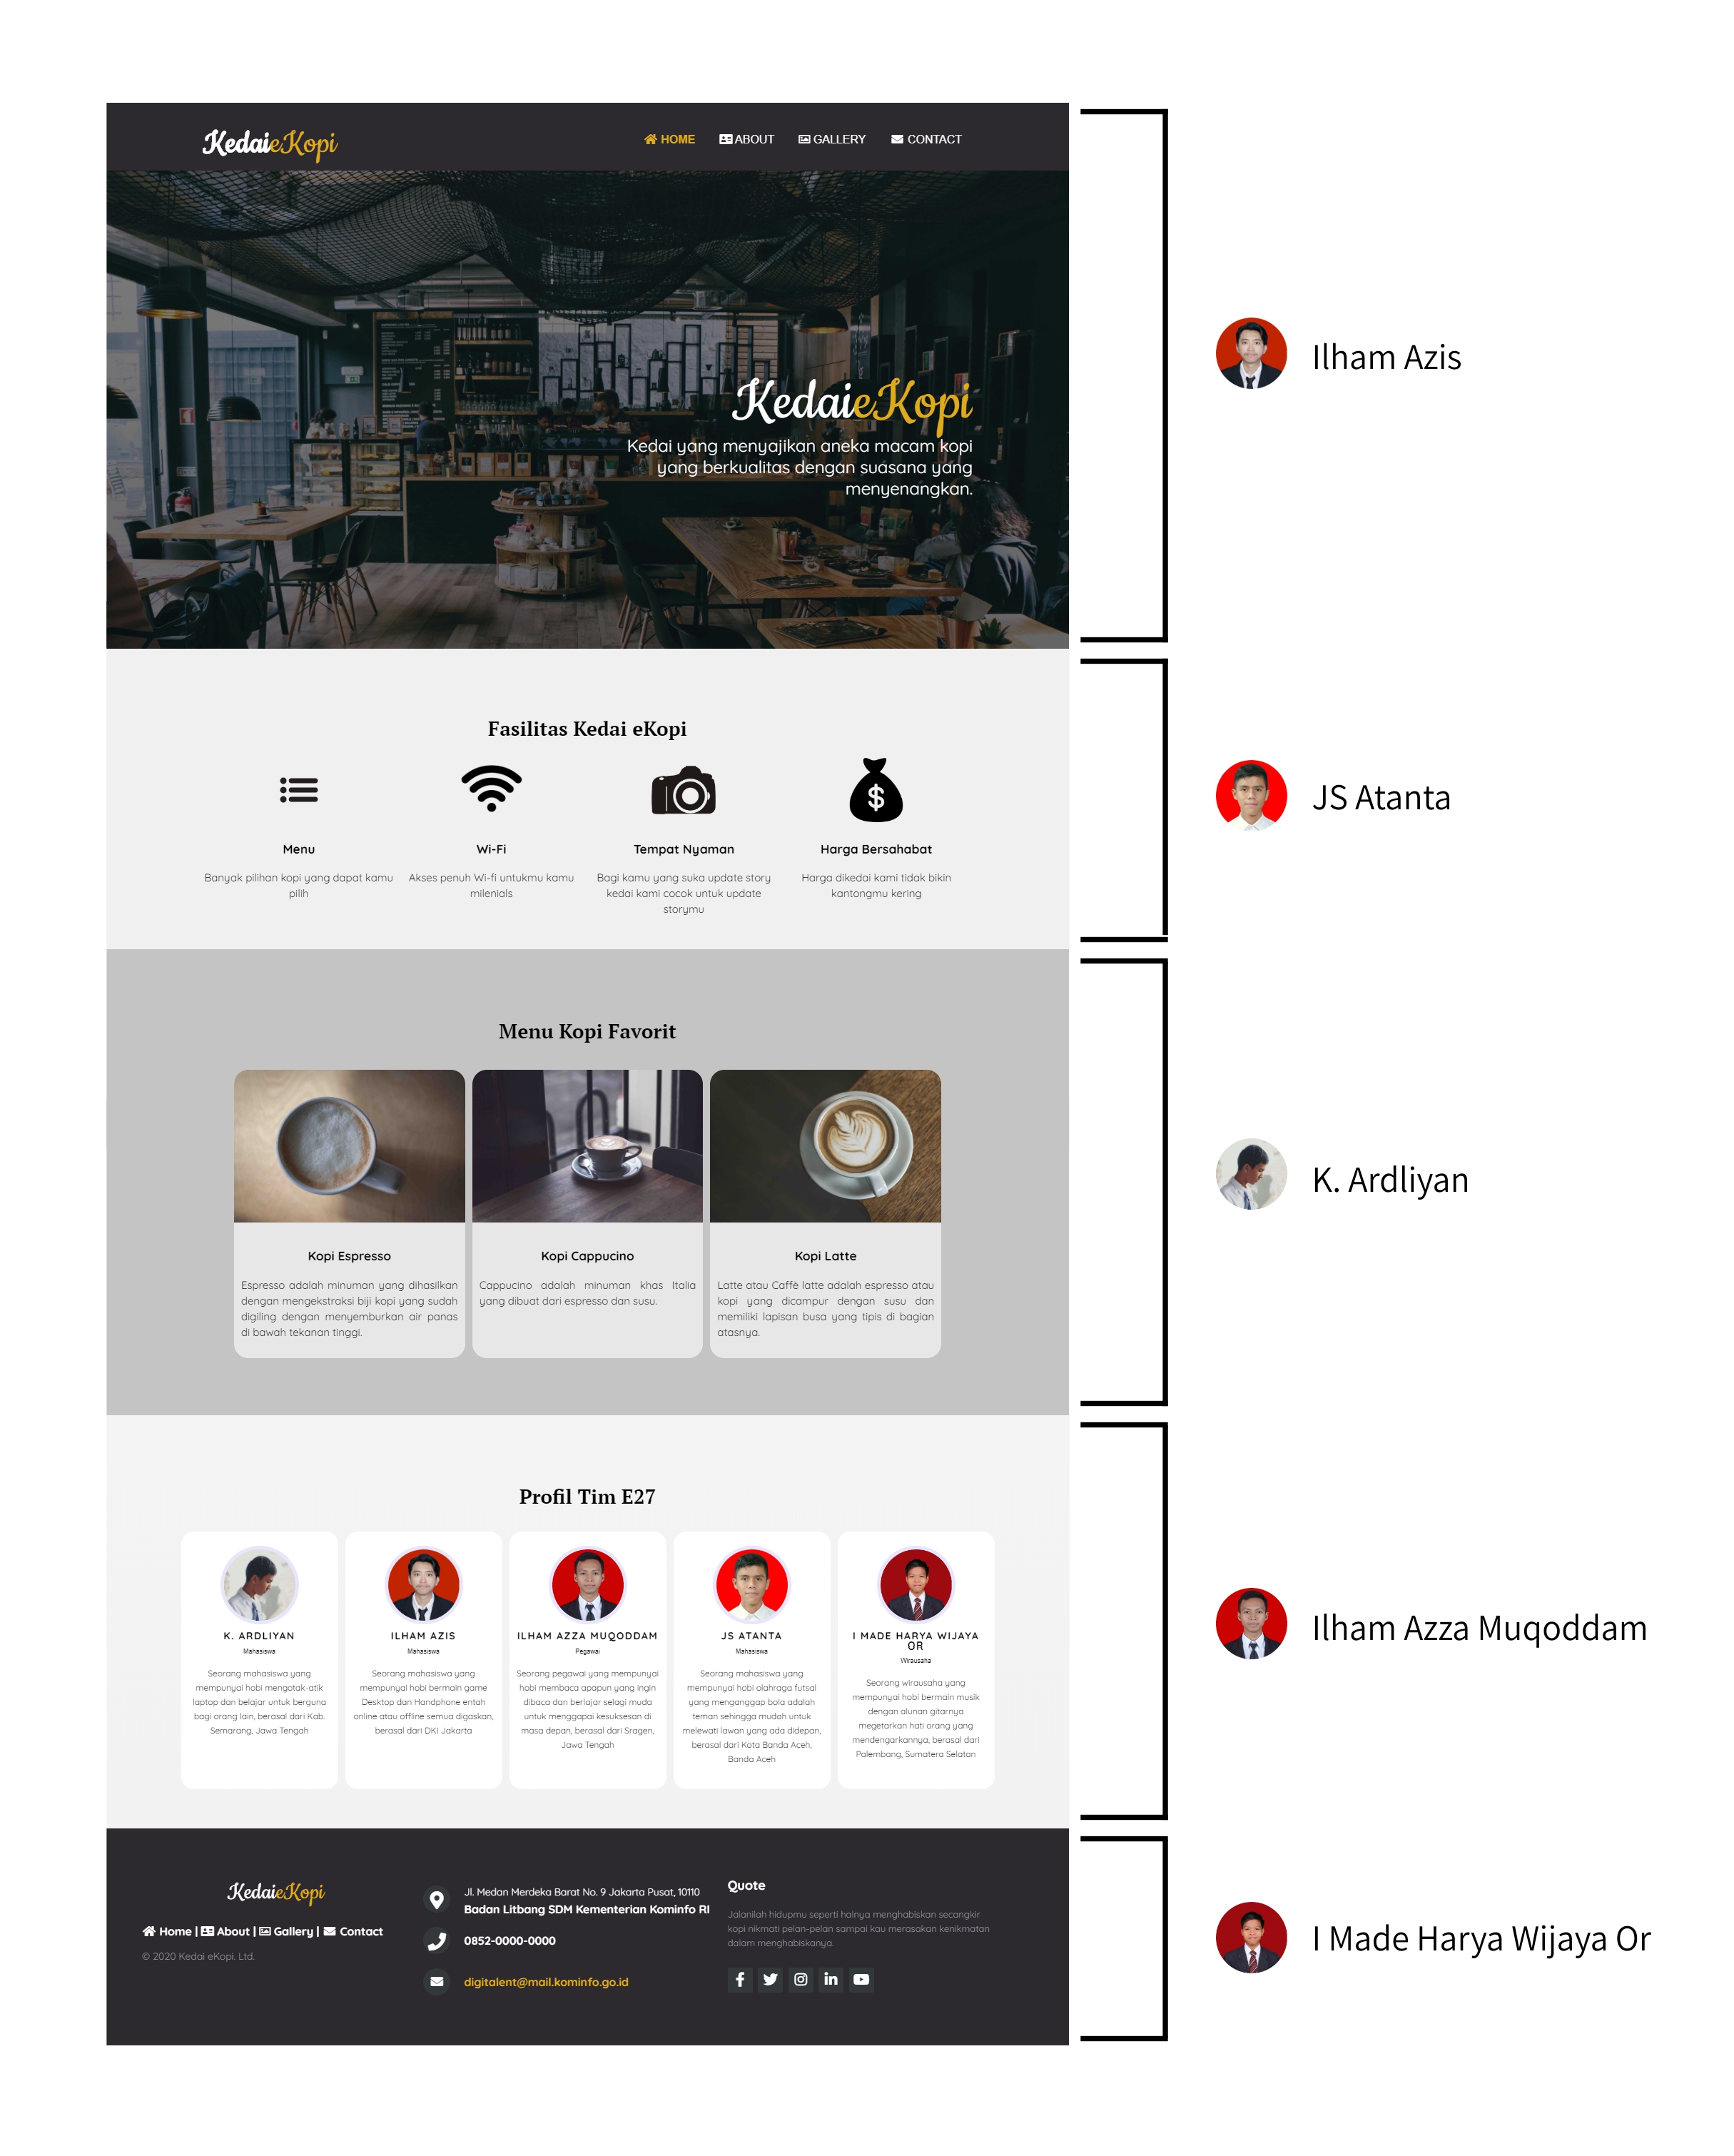 KedaieKopi
HOME ABOUT GALLERY CONTACT
KedaieKopi
Kedai yang menyajikan aneka macam kopi
yang berkualitas dengan suasana yang
menyenangkan.
Ilham Azis
Fasilitas Kedai eKopi
Menu
Banyak pilihan kopi yang dapat kamu
pilih
Wi-Fi
Akses penuh Wi-fi untukmu kamu
milenials
Tempat Nyaman
Bagi kamu yang suka update story
kedai kami cocok untuk update
storymu
$
Harga Bersahabat
Harga dikedai kami tidak bikin
kantongmu kering
JS Atanta
Menu Kopi Favorit
Kopi Espresso
Espresso adalah minuman yang dihasilkan
dengan mengekstraksi biji kopi yang sudah
digiling dengan menyemburkan air panas
di bawah tekanan tinggi.
Kopi Cappucino
Cappucino adalah minuman khas Italia
yang dibuat dari espresso dan susu.
Kopi Latte
Latte atau Caffè latte adalah espresso atau
kopi yang dicampur dengan susu dan
memiliki lapisan busa yang tipis di bagian
atasnya.
K. Ardliyan
Profil Tim E27
K. ARDLIYAN
Mahasiswa
Seorang mahasiswa yang
mempunyai hobi mengotak-atik
laptop dan belajar untuk berguna
bagi orang lain, berasal dari Kab.
Semarang, Jawa Tengah
ILHAM AZIS
Mahasiswa
Seorang mahasiswa yang
mempunyai hobi bermain game
Desktop dan Handphone entah
online atau offline semua digaskan,
berasal dari DKI Jakarta
ILHAM AZZA MUQODDAM
Pegawai
Seorang pegawai yang mempunyai
hobi membaca apapun yang ingin
dibaca dan berlajar selagi muda
untuk menggapai kesuksesan di
masa depan, berasal dari Sragen,
Jawa Tengah
JS ATANTA
Mahasiswa
Seorang mahasiswa yang
mempunyai hobi olahraga futsal
yang menganggap bola adalah
teman sehingga mudah untuk
melewati lawan yang ada didepan,
berasal dari Kota Banda Aceh,
Banda Aceh
I MADE HARYA WIJAYA
OR
Wirausaha
Seorang wirausaha yang
mempunyai hobi bermain musik
dengan alunan gitarnya
megetarkan hati orang yang
mendengarkannya, berasal dari
Palembang, Sumatera Selatan
Ilham Azza Muqoddam
KedaieKopi
Home | About | Gallery | Contact
© 2020 Kedai eKopi. Ltd.
Jl. Medan Merdeka Barat No. 9 Jakarta Pusat, 10110
Badan Litbang SDM Kementerian Kominfo RI
0852-0000-0000
digitalent@mail.kominfo.go.id
Quote
Jalanilah hidupmu seperti halnya menghabiskan secangkir
kopi nikmati pelan-pelan sampai kau merasakan kenikmatan
dalam menghabiskanya.
I Made Harya Wijaya Or